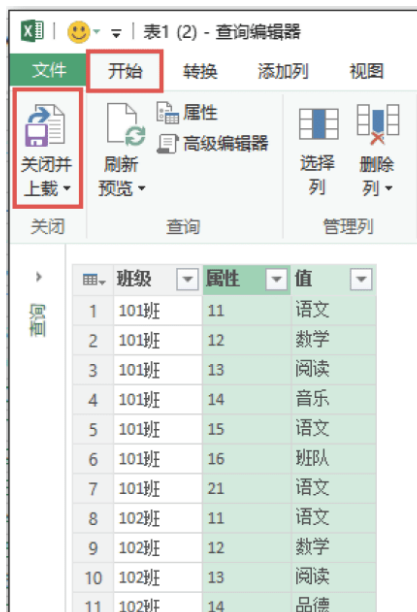 表1 (2) - 查询编辑器
文件 开始 转换 添加列 视图
关闭并上载 刷新预览 属性 高级编辑器 选择列 删除列
关闭 查询 管理列
查询
班级 属性 值
1 101班 11 语文
2 101班 12 数学
3 101班 13 阅读
4 101班 14 音乐
5 101班 15 语文
6 101班 16 班队
7 101班 21 语文
8 102班 11 语文
9 102班 12 数学
10 102班 13 阅读
11 102班 14 品德